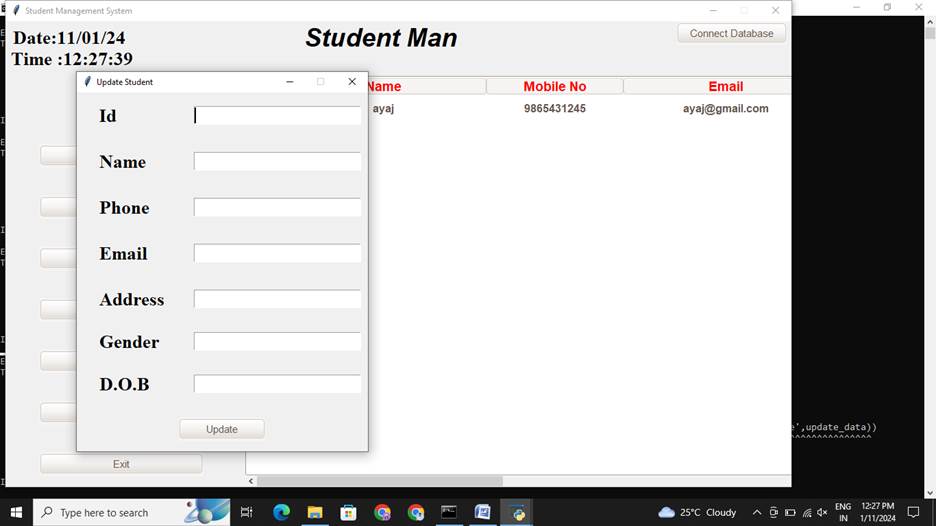 Student Management System
Date:11/01/24
Time :12:27:39
Student Man
Connect Database
Update Student
Name
Mobile No
Email
ayaj
9865431245
ayaj@gmail.com
Id
Name
Phone
Email
Address
Gender
D.O.B
Update
Exit
',update_data))
^^^^^^^^^^^^^^^
Type here to search
25°C Cloudy
ENG
IN
12:27 PM
1/11/2024